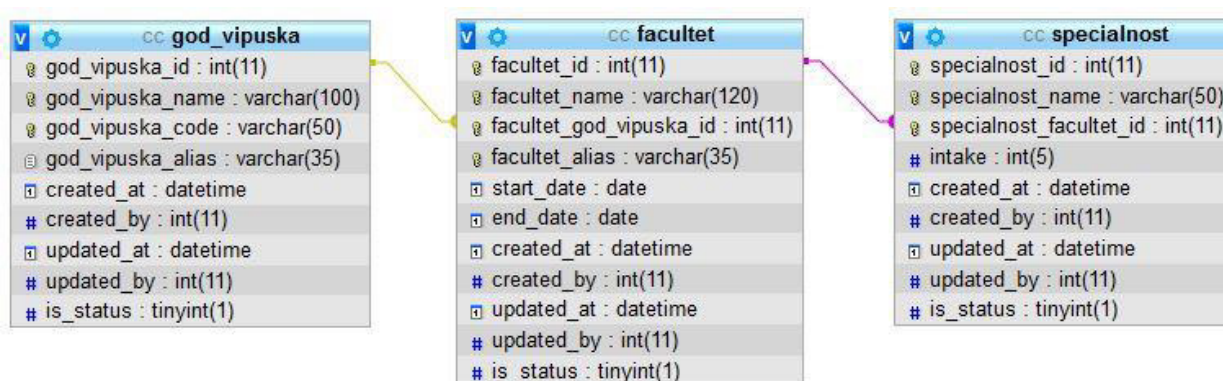 v cc god_vipuska
god_vipuska_id : int(11)
god_vipuska_name : varchar(100)
god_vipuska_code : varchar(50)
god_vipuska_alias : varchar(35)
created_at : datetime
# created_by : int(11)
updated_at : datetime
# updated_by : int(11)
# is_status : tinyint(1)
v cc facultet
facultet_id : int(11)
facultet_name : varchar(120)
facultet_god_vipuska_id : int(11)
facultet_alias : varchar(35)
start_date : date
end_date : date
created_at : datetime
# created_by : int(11)
updated_at : datetime
# updated_by : int(11)
# is_status : tinyint(1)
v cc specialnost
specialnost_id : int(11)
specialnost_name : varchar(50)
specialnost_facultet_id : int(11)
# intake : int(5)
created_at : datetime
# created_by : int(11)
updated_at : datetime
# updated_by : int(11)
# is_status : tinyint(1)